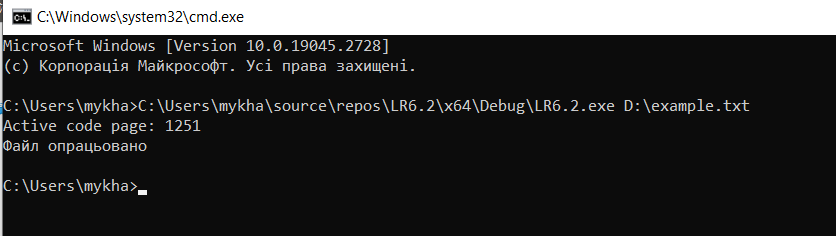 C:\Windows\system32\cmd.exe
Microsoft Windows [Version 10.0.19045.2728]
(c) Корпорація Майкрософт. Усі права захищені.
C:\Users\mykha>C:\Users\mykha\source\repos\LR6.2\x64\Debug\LR6.2.exe D:\example.txt
Active code page: 1251
Файл опрацьовано
C:\Users\mykha>